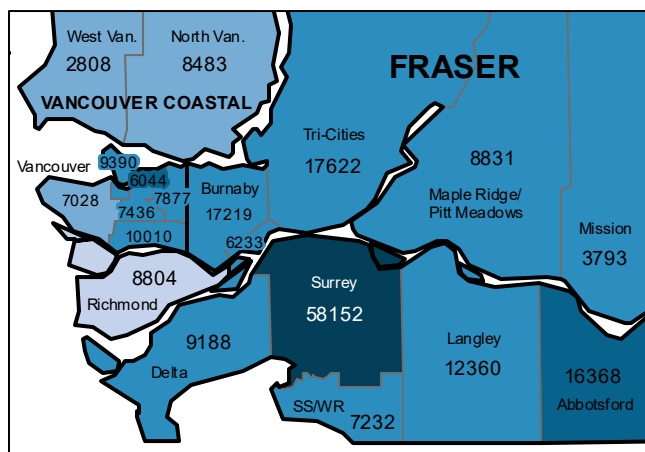 West Van.
2808
North Van.
8483
FRASER
VANCOUVER COASTAL
Tri-Cities
17622
8831
Maple Ridge/
Pitt Meadows
Vancouver
9390
6044
7028
7436
7877
10010
Burnaby
17219
6233
Mission
3793
8804
Richmond
Surrey
58152
9188
Delta
Langley
12360
16368
Abbotsford
SS/WR
7232